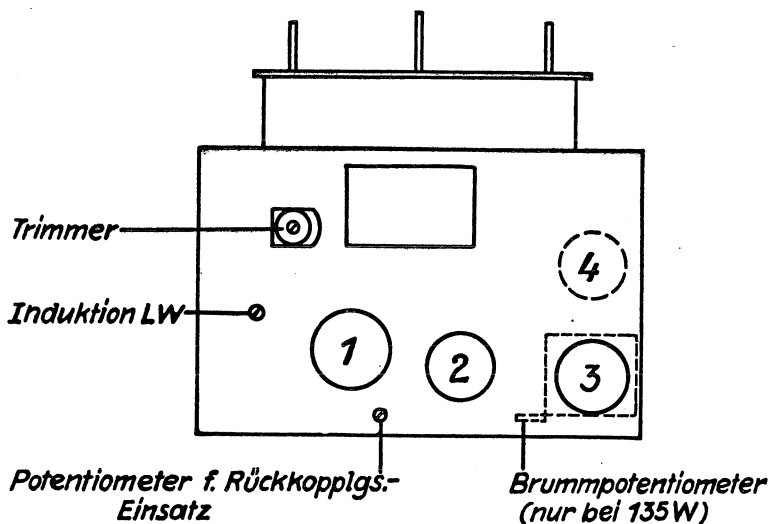 Trimmer
4
Induktion LW
1
2
3
Potentiometer f. Rückkopplgs.-
Einsatz
Brummpotentiometer
(nur bei 135W)